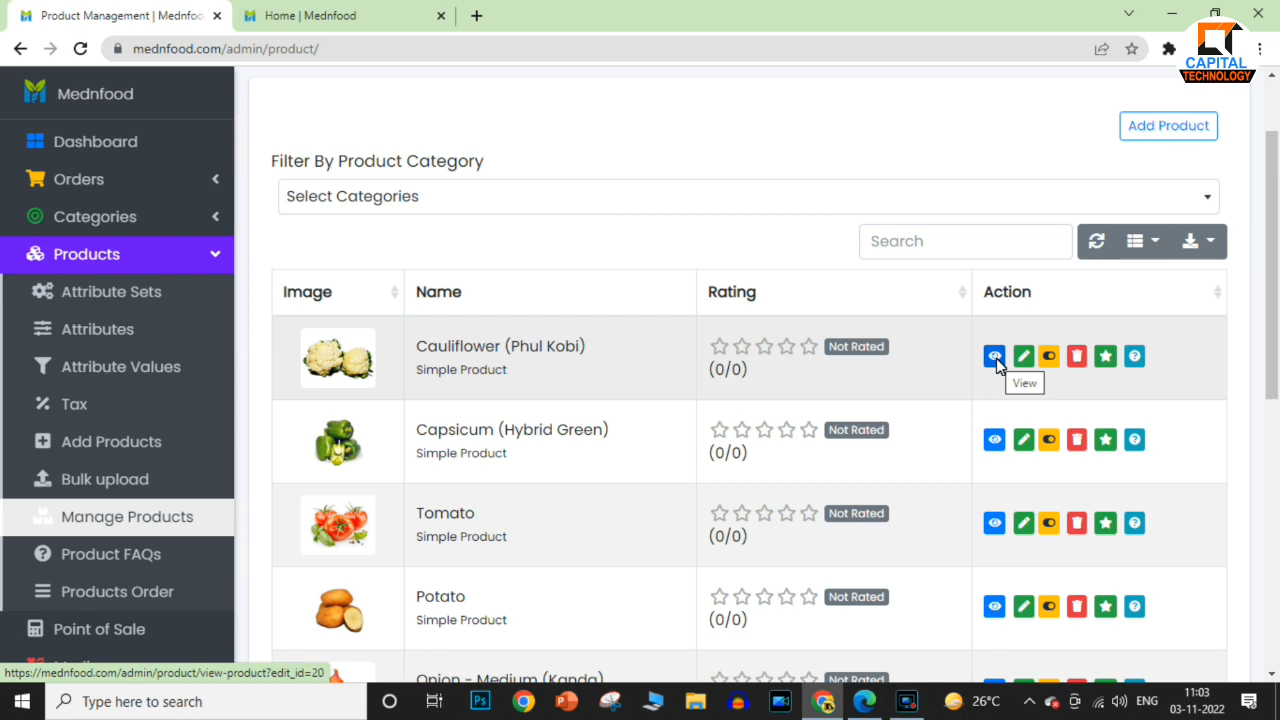 Product Management | Mednfoo
Home | Mednfood
mednfood.com/admin/product/
CAPITAL
TECHNOLOGY
Mednfood
Dashboard
Orders
Categories
Products
Attribute Sets
Attributes
Attribute Values
Tax
Add Products
Bulk upload
Manage Products
Product FAQs
Products Order
Point of Sale
Add Product
Filter By Product Category
Select Categories
Search
Image Name Rating Action
Cauliflower (Phul Kobi) Not Rated
Simple Product (0/0)
View
Capsicum (Hybrid Green) Not Rated
Simple Product (0/0)
Tomato Not Rated
Simple Product (0/0)
Potato Not Rated
Simple Product (0/0)
Onion - Medium (Kanda) Not Rated
https://mednfood.com/admin/product/view-product?edit_id=20
Type here to search
Ps
26°C
ENG
11:03
03-11-2022